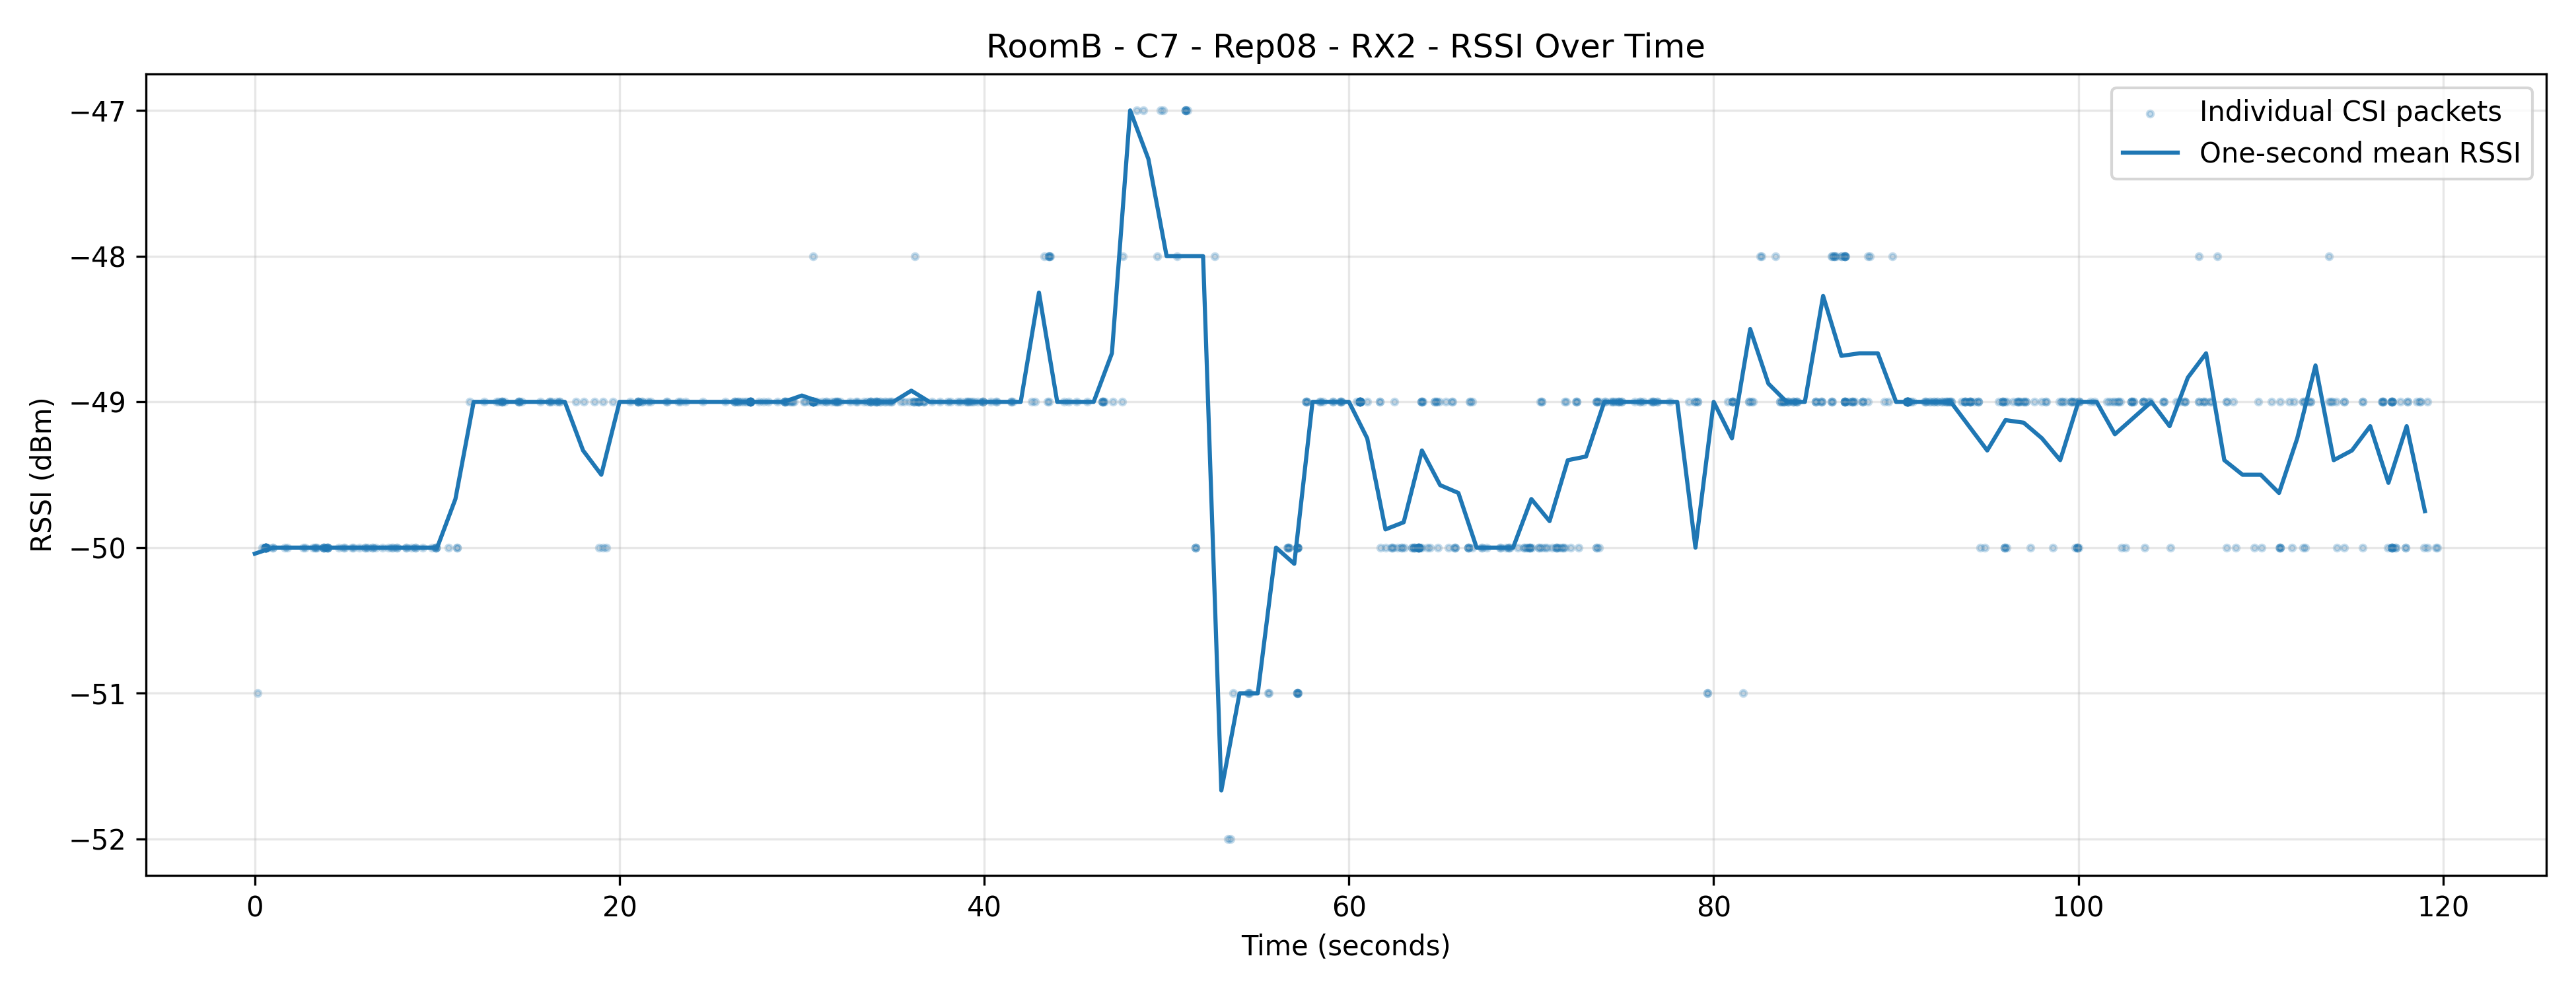 RoomB - C7 - Rep08 - RX2 - RSSI Over Time
Individual CSI packets
One-second mean RSSI
RSSI (dBm)
−47
−48
−49
−50
−51
−52
0
20
40
60
80
100
120
Time (seconds)